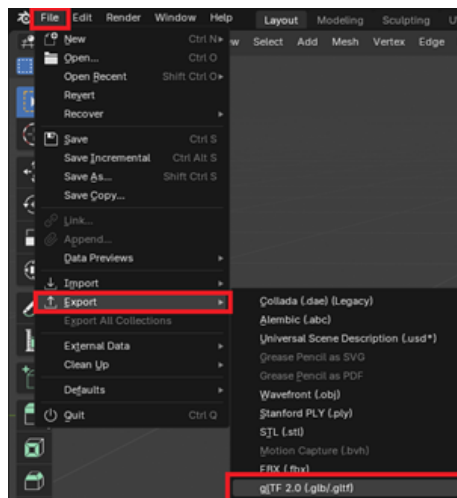 File Edit Render Window Help Layout Modeling Sculpting U
New Ctrl N
w Select Add Mesh Vertex Edge
Open... Ctrl O
Open Recent Shift Ctrl O
Revert
Recover
Save Ctrl S
Save Incremental Ctrl Alt S
Save As... Shift Ctrl S
Save Copy...
Link...
Append...
Data Previews
Import
Export
Export All Collections
External Data
Clean Up
Defaults
Quit Ctrl Q
Collada (.dae) (Legacy)
Alembic (.abc)
Universal Scene Description (.usd*)
Grease Pencil as SVG
Grease Pencil as PDF
Wavefront (.obj)
Stanford PLY (.ply)
STL (.stl)
Motion Capture (.bvh)
FBX (.fbx)
glTF 2.0 (.glb/.gltf)